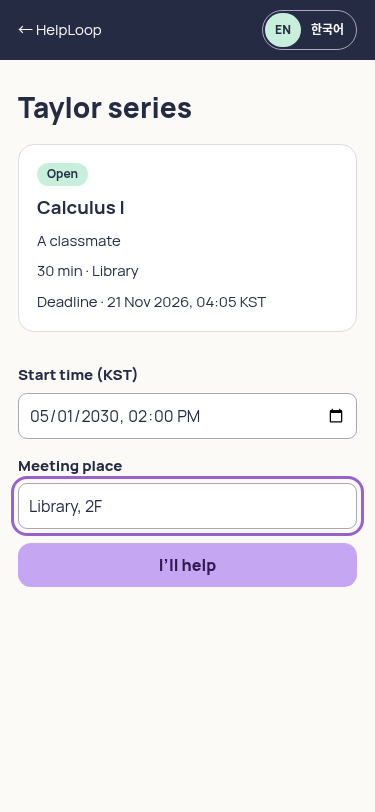 ← HelpLoop
EN 한국어
Taylor series
Open
Calculus I
A classmate
30 min · Library
Deadline · 21 Nov 2026, 04:05 KST
Start time (KST)
05/01/2030, 02:00 PM
Meeting place
Library, 2F
I’ll help